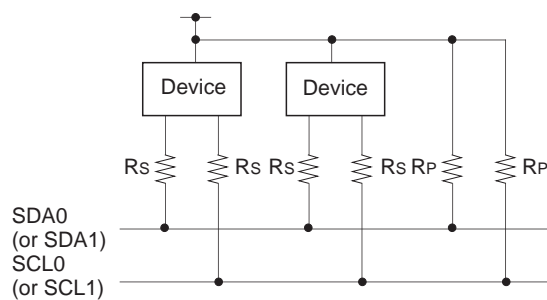 Device Device
RS RS RS RS RP RP
SDA0
(or SDA1)
SCL0
(or SCL1)